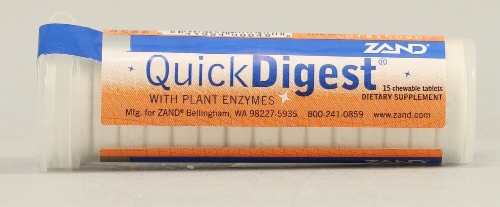 ZAND®
QuickDigest®
15 chewable tablets
WITH PLANT ENZYMES
DIETARY SUPPLEMENT
Mfg. for ZAND® Bellingham, WA 98227-5935 800-241-0859 www.zand.com
ZAND®